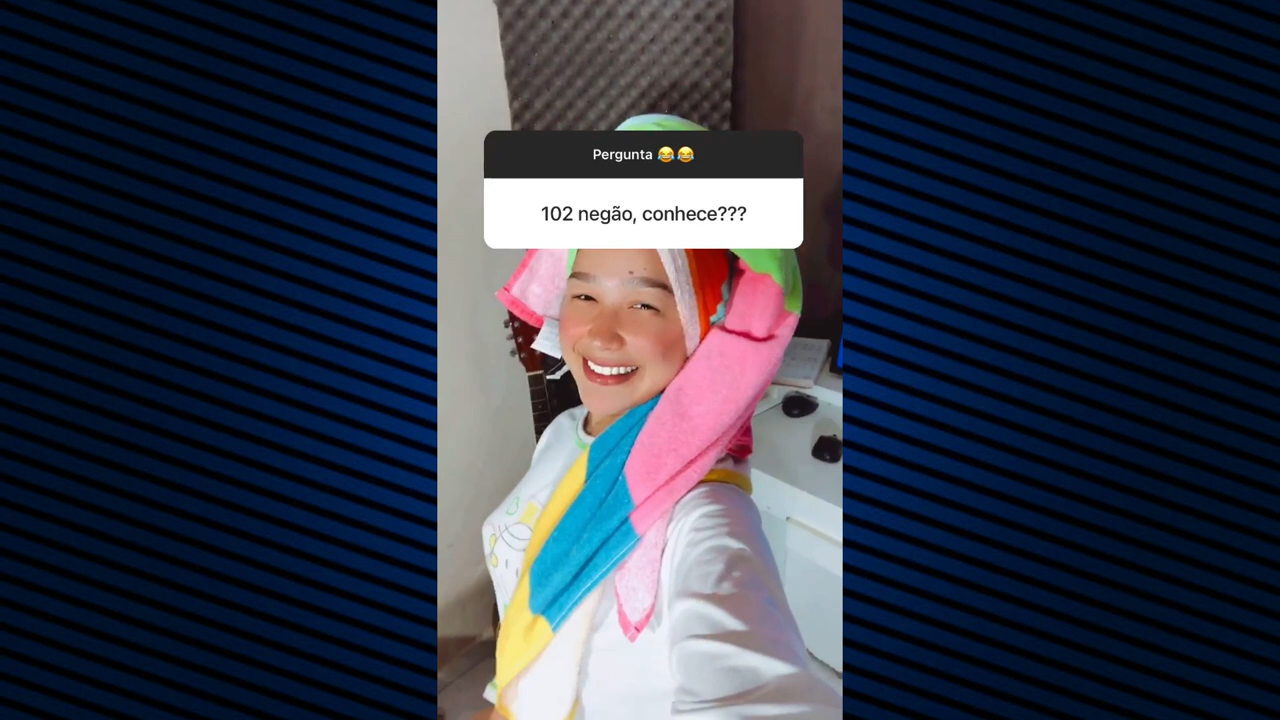 Pergunta 😂😂
102 negão, conhece???